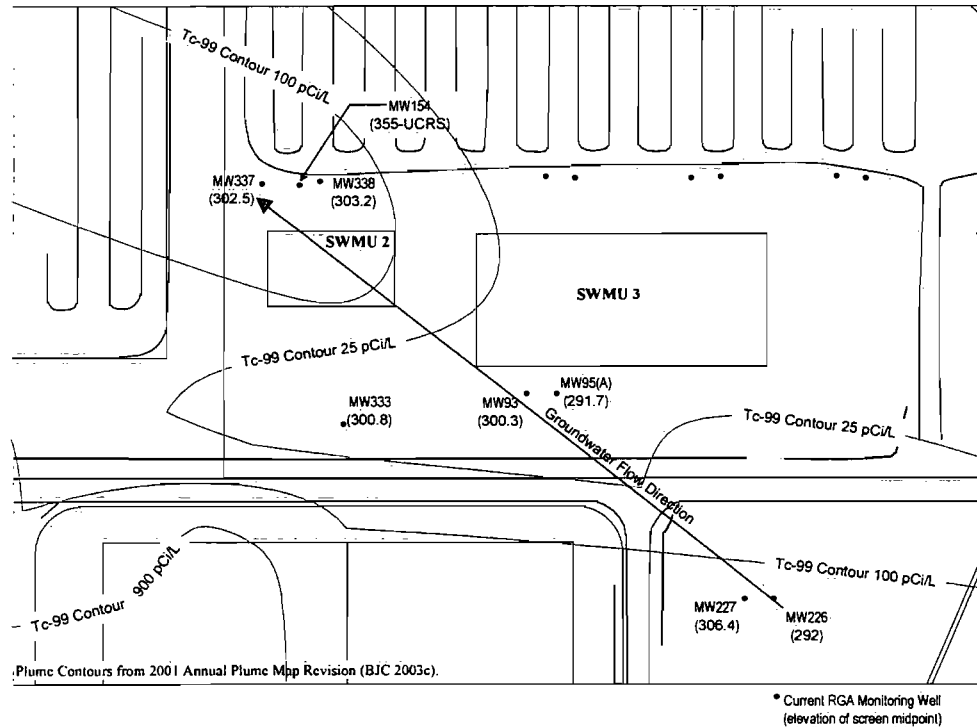 Tc-99 Contour 100 pCi/L
MW154
(355-UCRS)
MW337
(302.5)
MW338
(303.2)
SWMU 2
SWMU 3
Tc-99 Contour 25 pCi/L
MW333
(300.8)
MW93
(300.3)
MW95(A)
(291.7)
Groundwater Flow Direction
Tc-99 Contour 25 pCi/L
Tc-99 Contour 900 pCi/L
Tc-99 Contour 100 pCi/L
MW227
(306.4)
MW226
(292)
Plume Contours from 2001 Annual Plume Map Revision (BJC 2003c).
• Current RGA Monitoring Well
(elevation of screen midpoint)